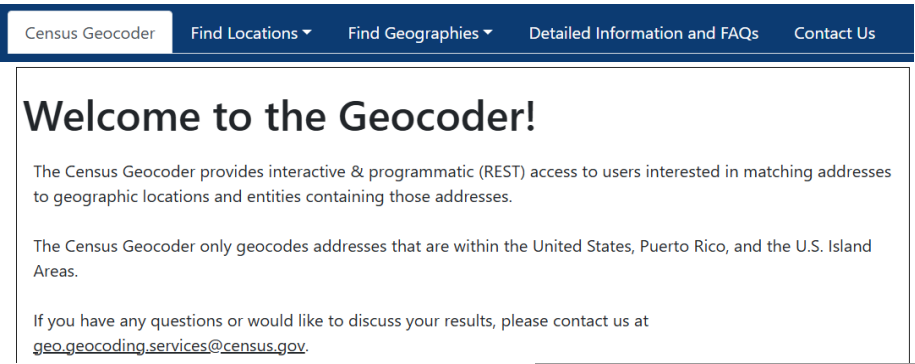 Census Geocoder Find Locations Find Geographies Detailed Information and FAQs Contact Us
Welcome to the Geocoder!
The Census Geocoder provides interactive & programmatic (REST) access to users interested in matching addresses
to geographic locations and entities containing those addresses.
The Census Geocoder only geocodes addresses that are within the United States, Puerto Rico, and the U.S. Island
Areas.
If you have any questions or would like to discuss your results, please contact us at
geo.geocoding.services@census.gov.